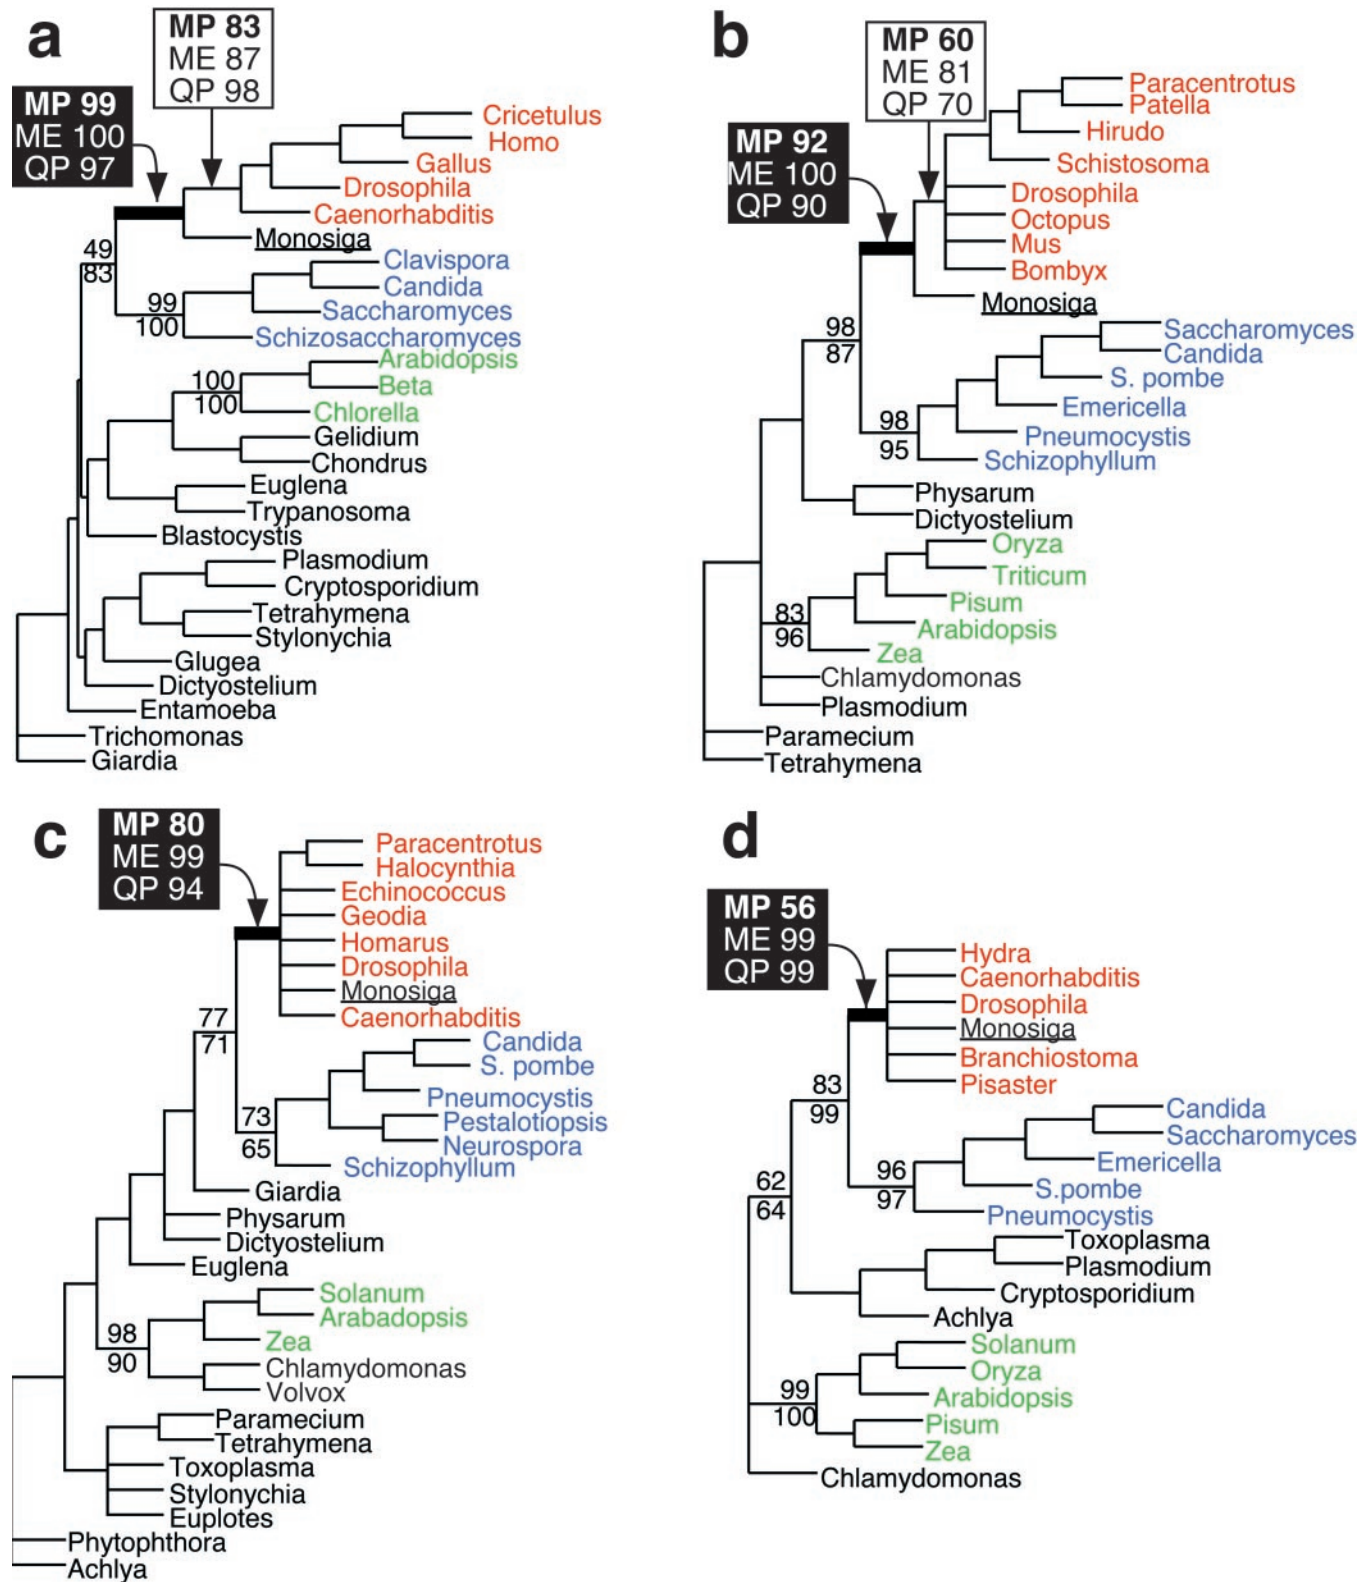 a
MP 83
ME 87
QP 98
MP 99
ME 100
QP 97
Cricetulus
Homo
Gallus
Drosophila
Caenorhabditis
Monosiga
49
83
Clavispora
Candida
99
100
Saccharomyces
Schizosaccharomyces
Arabidopsis
100
100
Beta
Chlorella
Gelidium
Chondrus
Euglena
Trypanosoma
Blastocystis
Plasmodium
Cryptosporidium
Tetrahymena
Stylonychia
Glugea
Dictyostelium
Entamoeba
Trichomonas
Giardia
b
MP 60
ME 81
QP 70
MP 92
ME 100
QP 90
Paracentrotus
Patella
Hirudo
Schistosoma
Drosophila
Octopus
Mus
Bombyx
Monosiga
98
87
Saccharomyces
Candida
S. pombe
Emericella
98
95
Pneumocystis
Schizophyllum
Physarum
Dictyostelium
Oryza
Triticum
Pisum
83
96
Arabidopsis
Zea
Chlamydomonas
Plasmodium
Paramecium
Tetrahymena
c
MP 80
ME 99
QP 94
Paracentrotus
Halocynthia
Echinococcus
Geodia
Homarus
Drosophila
Monosiga
Caenorhabditis
77
71
Candida
S. pombe
Pneumocystis
73
65
Pestalotiopsis
Neurospora
Schizophyllum
Giardia
Physarum
Dictyostelium
Euglena
Solanum
Arabadopsis
98
90
Zea
Chlamydomonas
Volvox
Paramecium
Tetrahymena
Toxoplasma
Stylonychia
Euplotes
Phytophthora
Achlya
d
MP 56
ME 99
QP 99
Hydra
Caenorhabditis
Drosophila
Monosiga
Branchiostoma
Pisaster
83
99
Candida
Saccharomyces
Emericella
96
97
S.pombe
Pneumocystis
62
64
Toxoplasma
Plasmodium
Cryptosporidium
Achlya
Solanum
Oryza
99
100
Arabidopsis
Pisum
Zea
Chlamydomonas